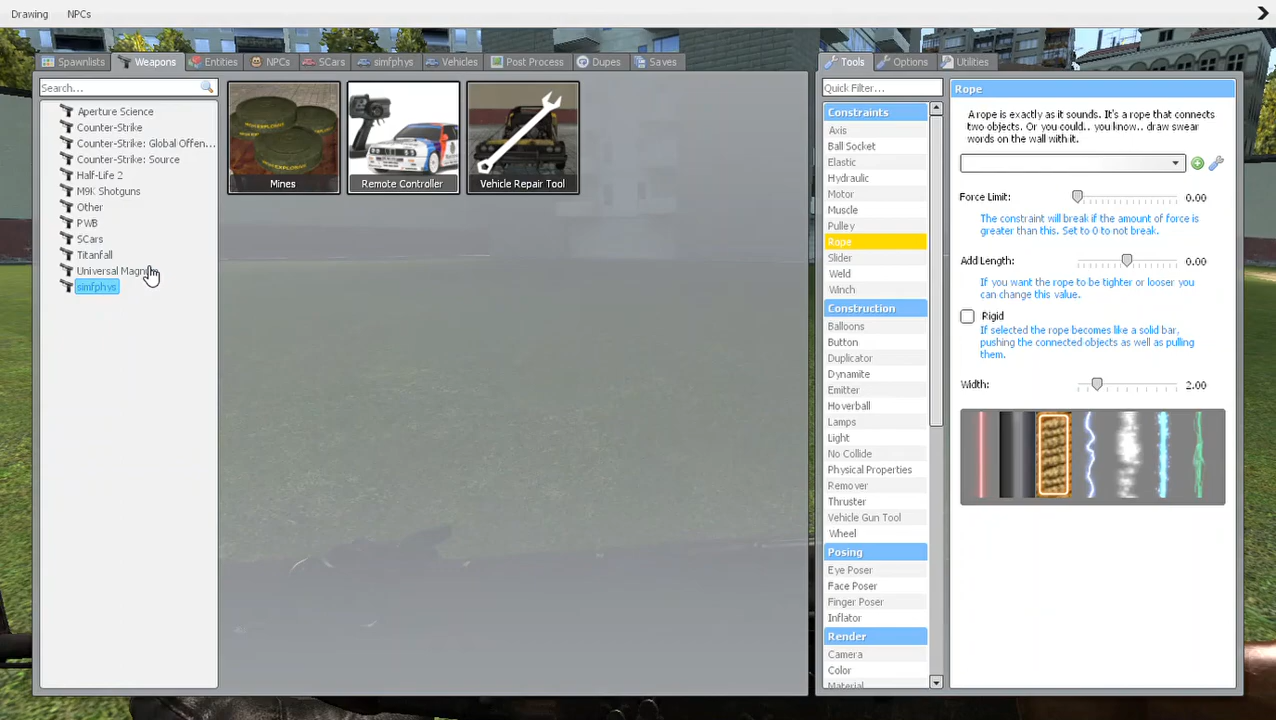 Drawing NPCs
Spawnlists Weapons Entities NPCs SCars simfphys Vehicles Post Process Dupes Saves
Search...
Aperture Science
Counter-Strike
Counter-Strike: Global Offen...
Counter-Strike: Source
Half-Life 2
M9K Shotguns
Other
PWB
SCars
Titanfall
Universal
simfphys
Mines Remote Controller Vehicle Repair Tool
Tools Options Utilities
Quick Filter...
Constraints
Axis
Ball Socket
Elastic
Hydraulic
Motor
Muscle
Pulley
Rope
Slider
Weld
Winch
Construction
Balloons
Button
Duplicator
Dynamite
Emitter
Hoverball
Lamps
Light
No Collide
Physical Properties
Remover
Thruster
Vehicle Gun Tool
Wheel
Posing
Eye Poser
Face Poser
Finger Poser
Inflator
Render
Camera
Color
Material
Rope
A rope is exactly as it sounds. It's a rope that connects
two objects. Or you could.. you know.. draw swear
words on the wall with it.
Force Limit: 0.00
The constraint will break if the amount of force is
greater than this. Set to 0 to not break.
Add Length: 0.00
If you want the rope to be tighter or looser you
can change this value.
Rigid
If selected the rope becomes like a solid bar,
pushing the connected objects as well as pulling
them.
Width: 2.00